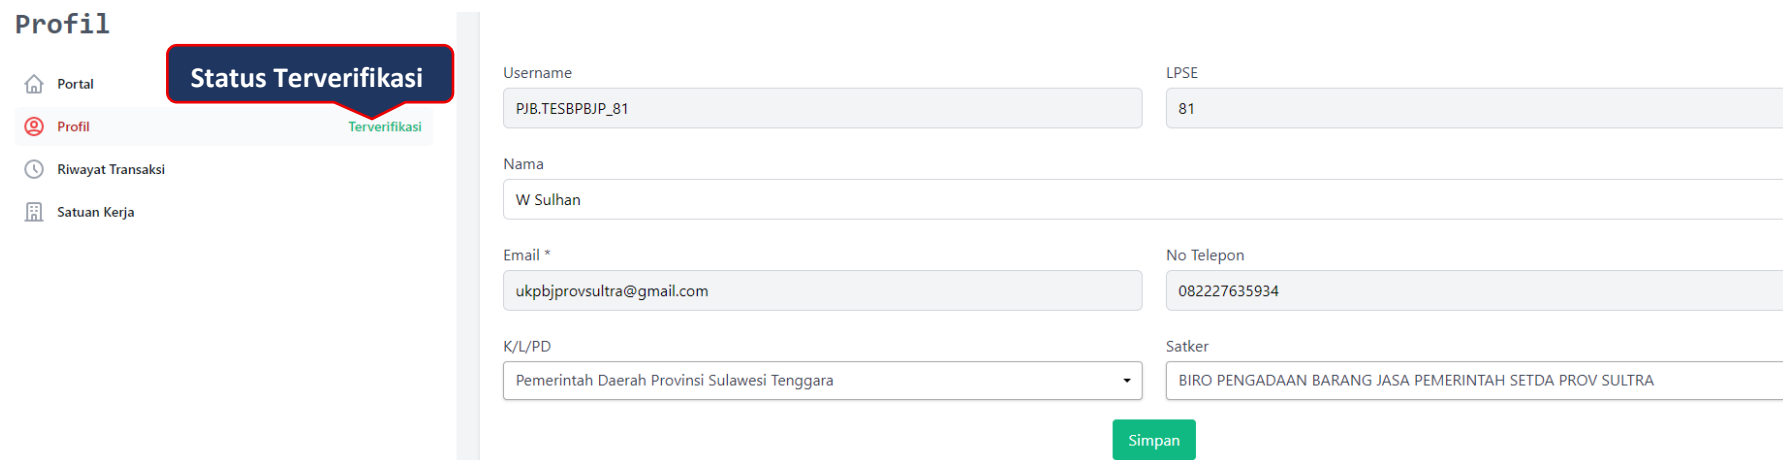 Profil
Portal
Status Terverifikasi
Profil
Terverifikasi
Riwayat Transaksi
Satuan Kerja
Username
LPSE
PJB.TESBPBJP_81
81
Nama
W Sulhan
Email *
No Telepon
ukpbjprovsultra@gmail.com
082227635934
K/L/PD
Satker
Pemerintah Daerah Provinsi Sulawesi Tenggara
BIRO PENGADAAN BARANG JASA PEMERINTAH SETDA PROV SULTRA
Simpan